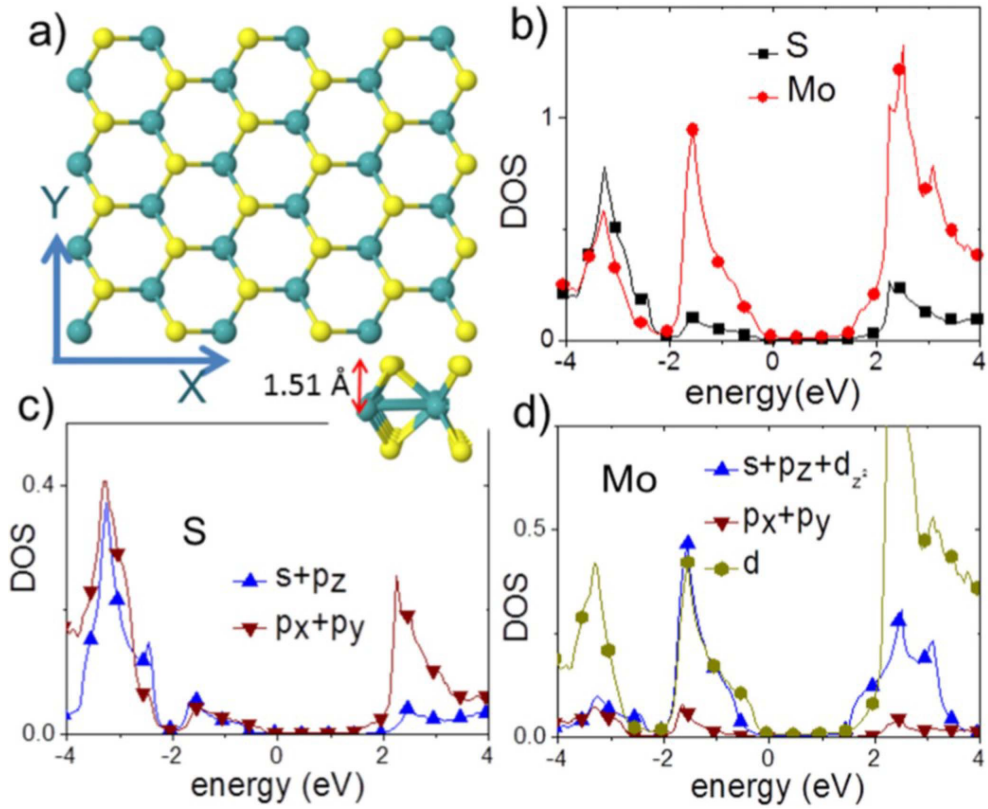 a)
Y
X
1.51 Å
b)
S
Mo
DOS
1
0
-4 -2 0 2 4
energy(eV)
c)
S
DOS
0.4
0.0
s+pz
px+py
-4 -2 0 2 4
energy (eV)
d)
Mo
s+pz+dz²
px+py
d
DOS
0.5
0.0
-4 -2 0 2 4
energy (eV)